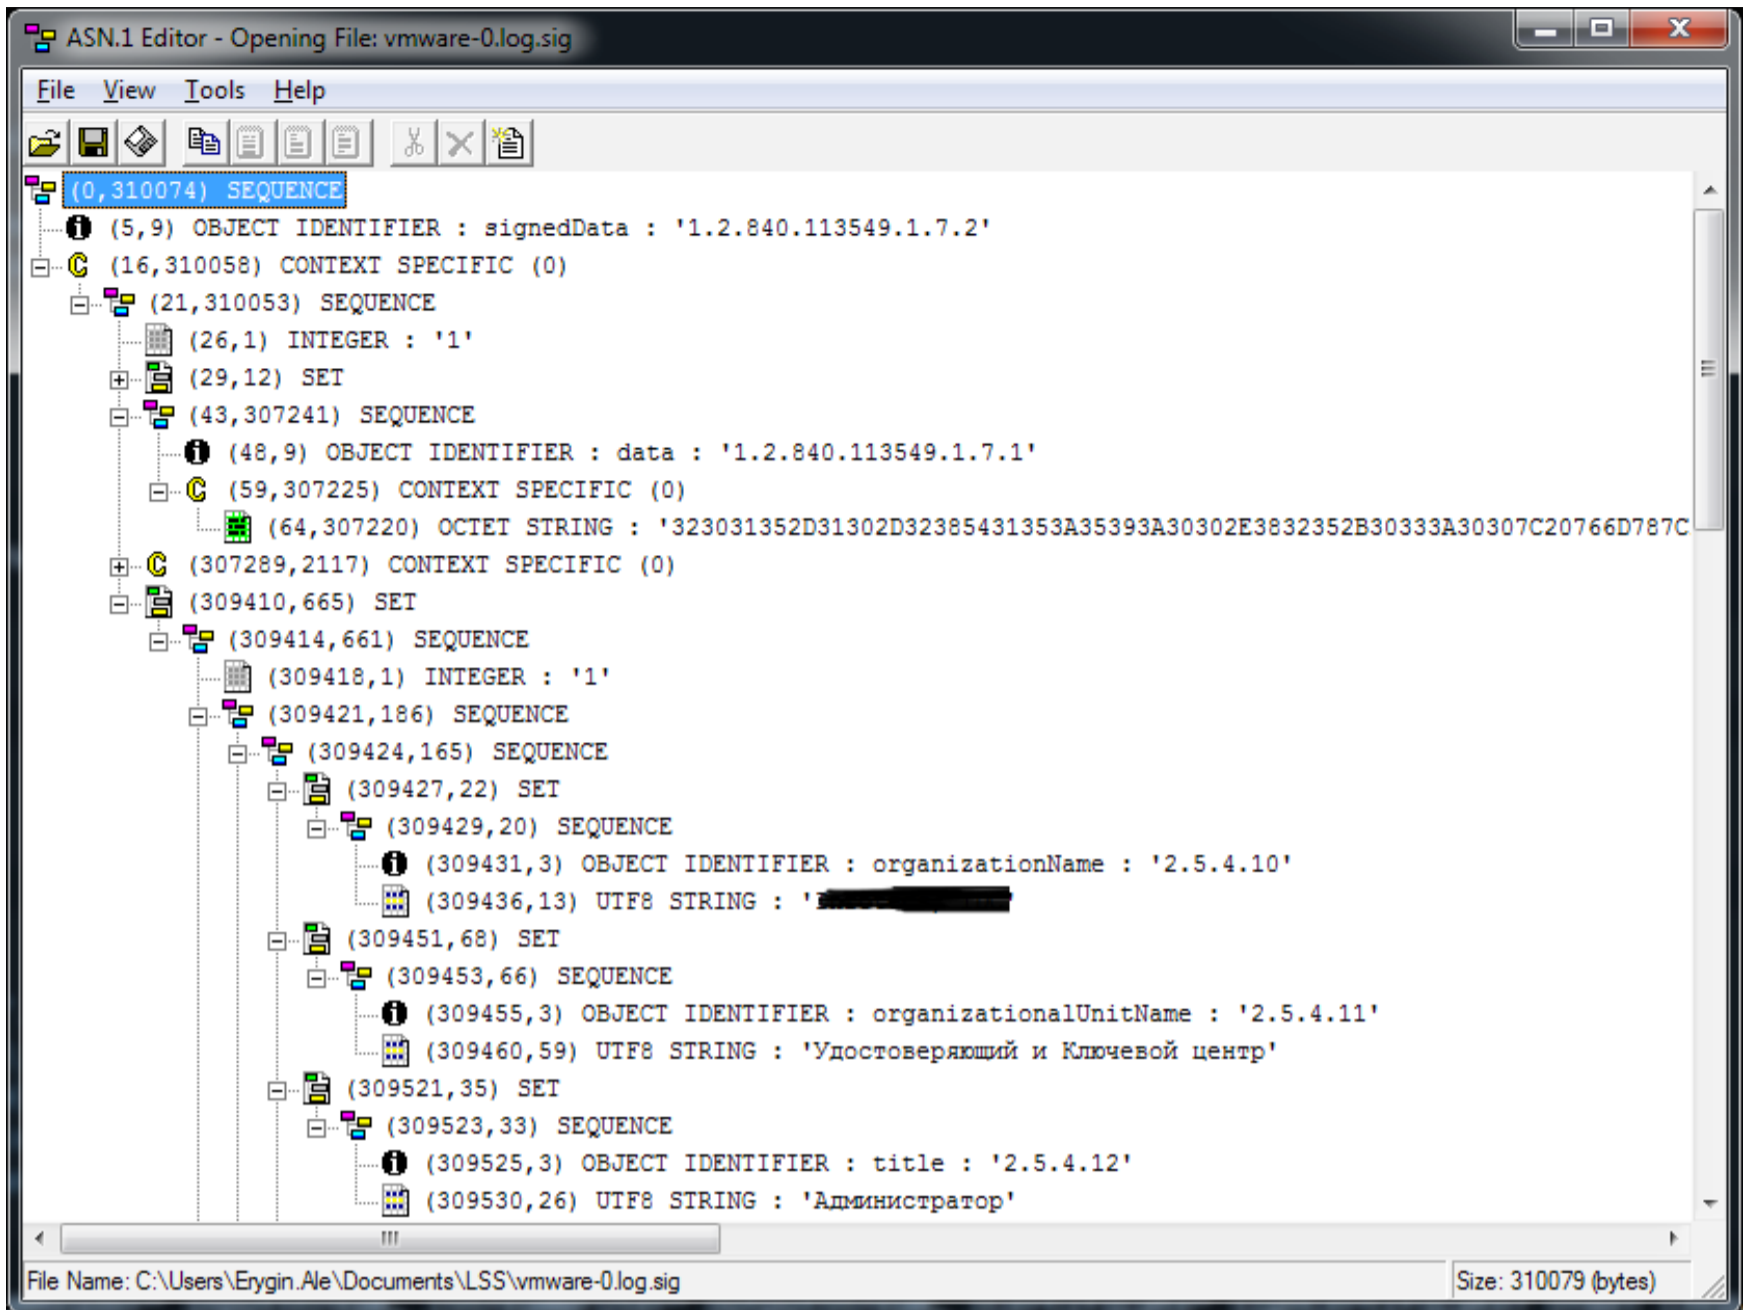 ASN.1 Editor - Opening File: vmware-0.log.sig
File View Tools Help
(0,310074) SEQUENCE
(5,9) OBJECT IDENTIFIER : signedData : '1.2.840.113549.1.7.2'
(16,310058) CONTEXT SPECIFIC (0)
(21,310053) SEQUENCE
(26,1) INTEGER : '1'
(29,12) SET
(43,307241) SEQUENCE
(48,9) OBJECT IDENTIFIER : data : '1.2.840.113549.1.7.1'
(59,307225) CONTEXT SPECIFIC (0)
(64,307220) OCTET STRING : '323031352D31302D32385431353A35393A30302E3832352B30333A30307C20766D787C
(307289,2117) CONTEXT SPECIFIC (0)
(309410,665) SET
(309414,661) SEQUENCE
(309418,1) INTEGER : '1'
(309421,186) SEQUENCE
(309424,165) SEQUENCE
(309427,22) SET
(309429,20) SEQUENCE
(309431,3) OBJECT IDENTIFIER : organizationName : '2.5.4.10'
(309436,13) UTF8 STRING : '
(309451,68) SET
(309453,66) SEQUENCE
(309455,3) OBJECT IDENTIFIER : organizationalUnitName : '2.5.4.11'
(309460,59) UTF8 STRING : 'Удостоверяющий и Ключевой центр'
(309521,35) SET
(309523,33) SEQUENCE
(309525,3) OBJECT IDENTIFIER : title : '2.5.4.12'
(309530,26) UTF8 STRING : 'Администратор'
File Name: C:\Users\Erygin.Ale\Documents\LSS\vmware-0.log.sig
Size: 310079 (bytes)